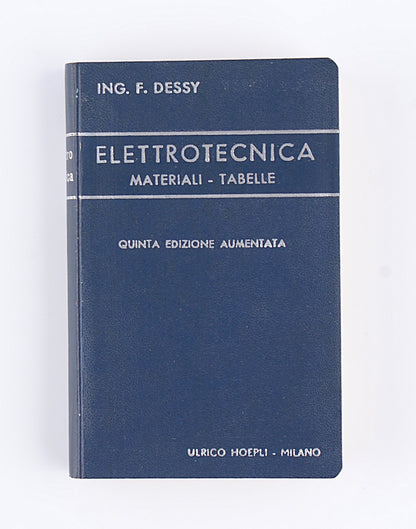 ING. F. DESSY
ELETTROTECNICA
MATERIALI - TABELLE
QUINTA EDIZIONE AUMENTATA
ULRICO HOEPLI - MILANO